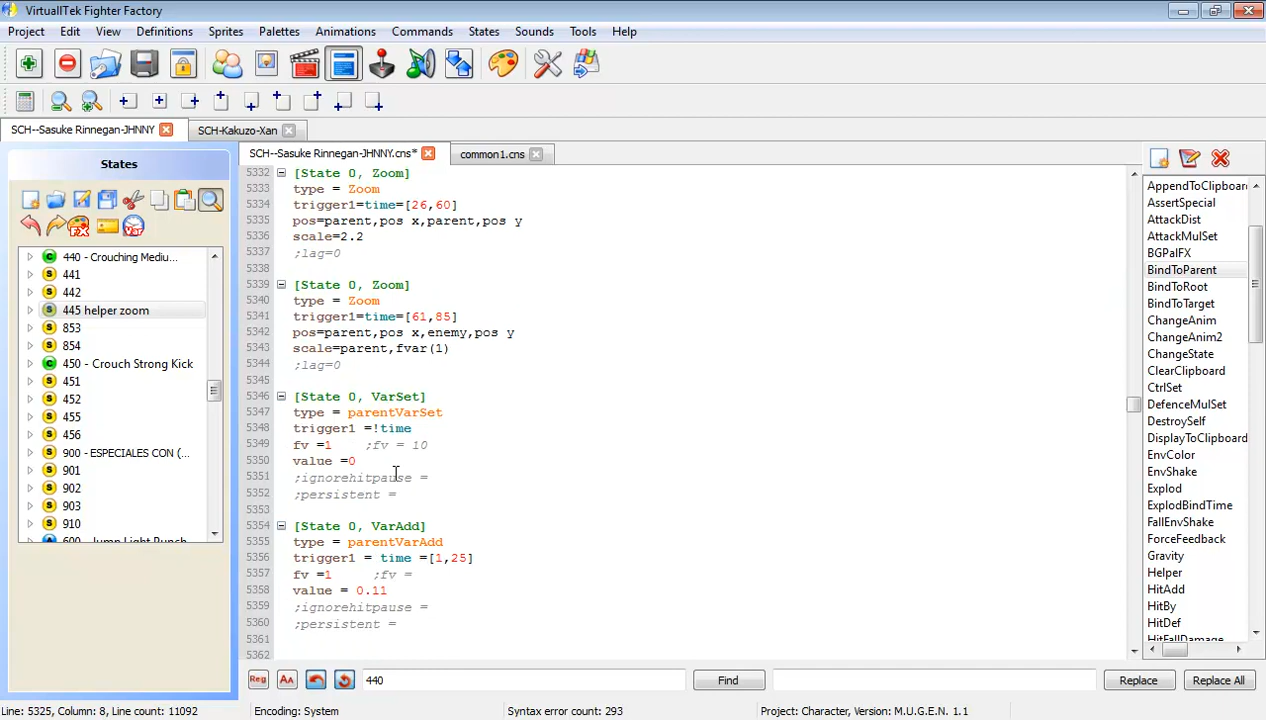 VirtuallTek Fighter Factory
Project Edit View Definitions Sprites Palettes Animations Commands States Sounds Tools Help
SCH--Sasuke Rinnegan-JHNNY SCH-Kakuzo-Xan
States
440 - Crouching Mediu...
441
442
445 helper zoom
853
854
450 - Crouch Strong Kick
451
452
455
456
900 - ESPECIALES CON (...
901
902
903
910
600 - Jump Light Punch
SCH--Sasuke Rinnegan-JHNNY.cns* common1.cns
5332 [State 0, Zoom]
5333 type = Zoom
5334 trigger1=time=[26,60]
5335 pos=parent,pos x,parent,pos y
5336 scale=2.2
5337 ;lag=0
5338
5339 [State 0, Zoom]
5340 type = Zoom
5341 trigger1=time=[61,85]
5342 pos=parent,pos x,enemy,pos y
5343 scale=parent,fvar(1)
5344 ;lag=0
5345
5346 [State 0, VarSet]
5347 type = parentVarSet
5348 trigger1 =!time
5349 fv =1 ;fv = 10
5350 value =0
5351 ;ignorehitpause =
5352 ;persistent =
5353
5354 [State 0, VarAdd]
5355 type = parentVarAdd
5356 trigger1 = time =[1,25]
5357 fv =1 ;fv =
5358 value = 0.11
5359 ;ignorehitpause =
5360 ;persistent =
5361
5362
AppendToClipboar
AssertSpecial
AttackDist
AttackMulSet
BGPalFX
BindToParent
BindToRoot
BindToTarget
ChangeAnim
ChangeAnim2
ChangeState
ClearClipboard
CtrlSet
DefenceMulSet
DestroySelf
DisplayToClipboard
EnvColor
EnvShake
Explod
ExplodBindTime
FallEnvShake
ForceFeedback
Gravity
Helper
HitAdd
HitBy
HitDef
HitFallDamage
Reg AA 440 Find Replace Replace All
Line: 5325, Column: 8, Line count: 11092 Encoding: System Syntax error count: 293 Project: Character, Version: M.U.G.E.N. 1.1